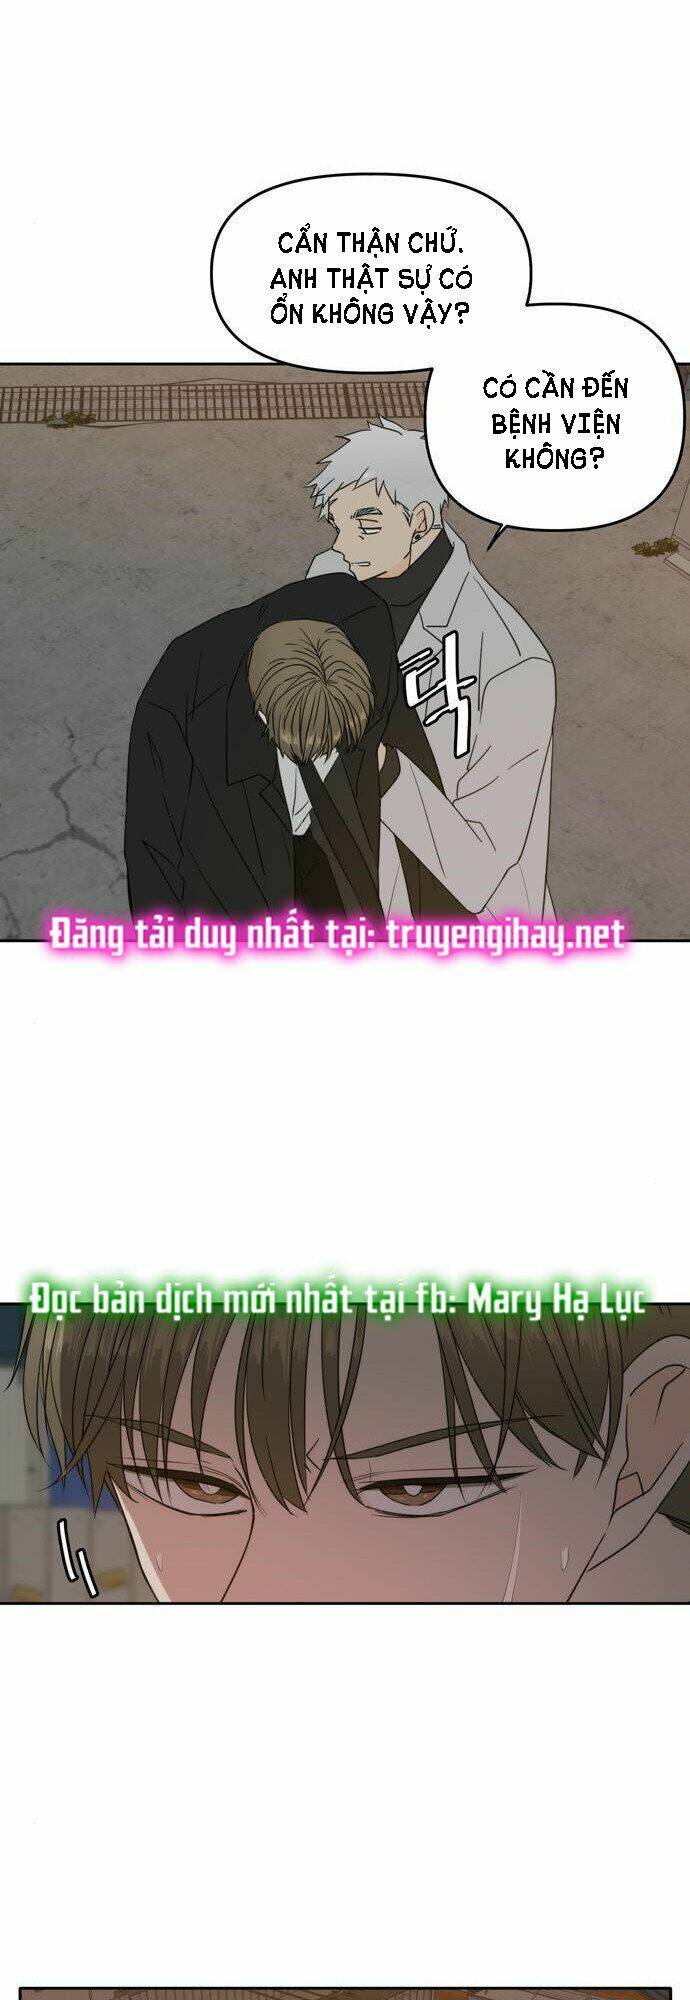 CẨN THẬN CHỨ.
ANH THẬT SỰ CÓ
ỔN KHÔNG VẬY?
CÓ CẦN ĐẾN
BỆNH VIỆN
KHÔNG?
탁
Đăng tải duy nhất tại: truyengihay.net
Đọc bản dịch mới nhất tại fb: Mary Hạ Lục